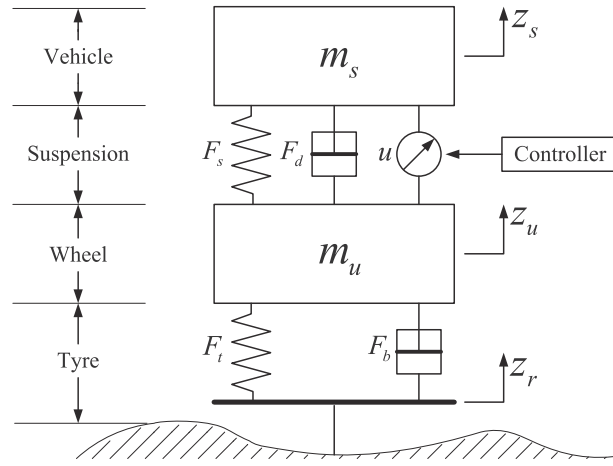 z_s
Vehicle
m_s
Suspension
F_s
F_d
u
Controller
z_u
Wheel
m_u
F_t
F_b
Tyre
z_r